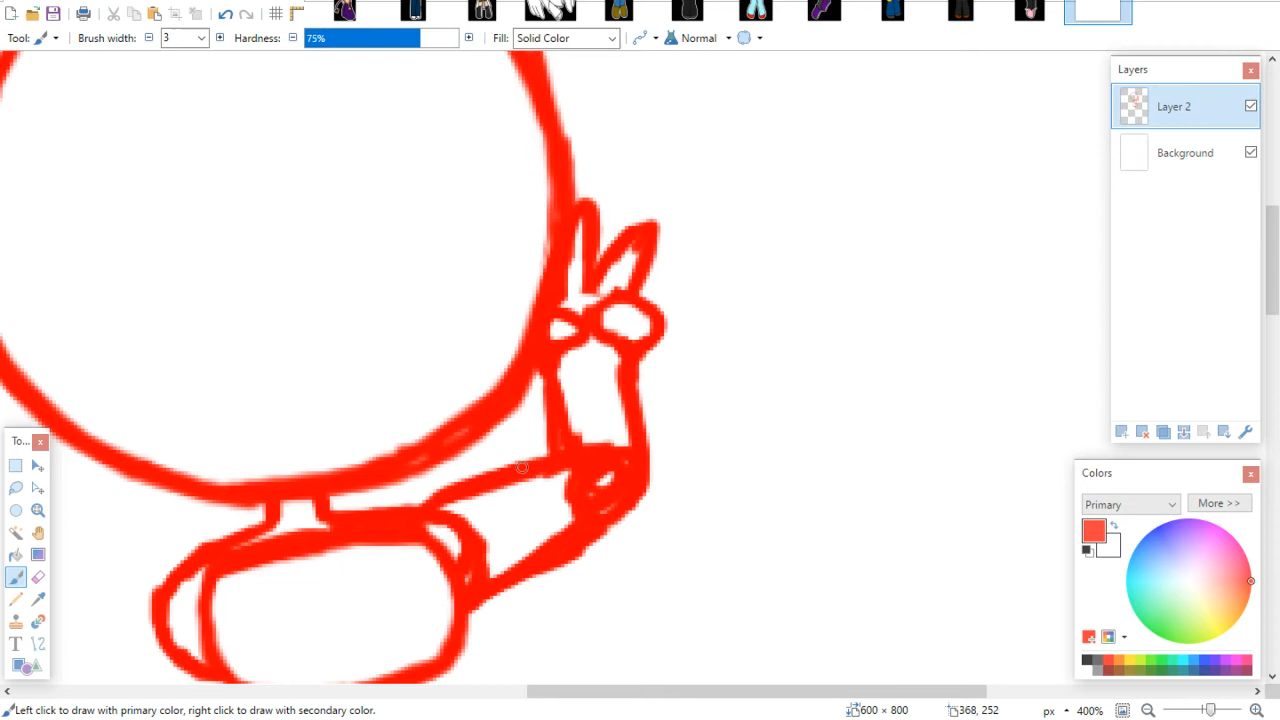 Tool:
Brush width:
3
Hardness:
75%
Fill:
Solid Color
Normal
Layers
Layer 2
Background
To...
T
Colors
Primary
More >>
Left click to draw with primary color, right click to draw with secondary color.
600 × 800
368, 252
px
400%